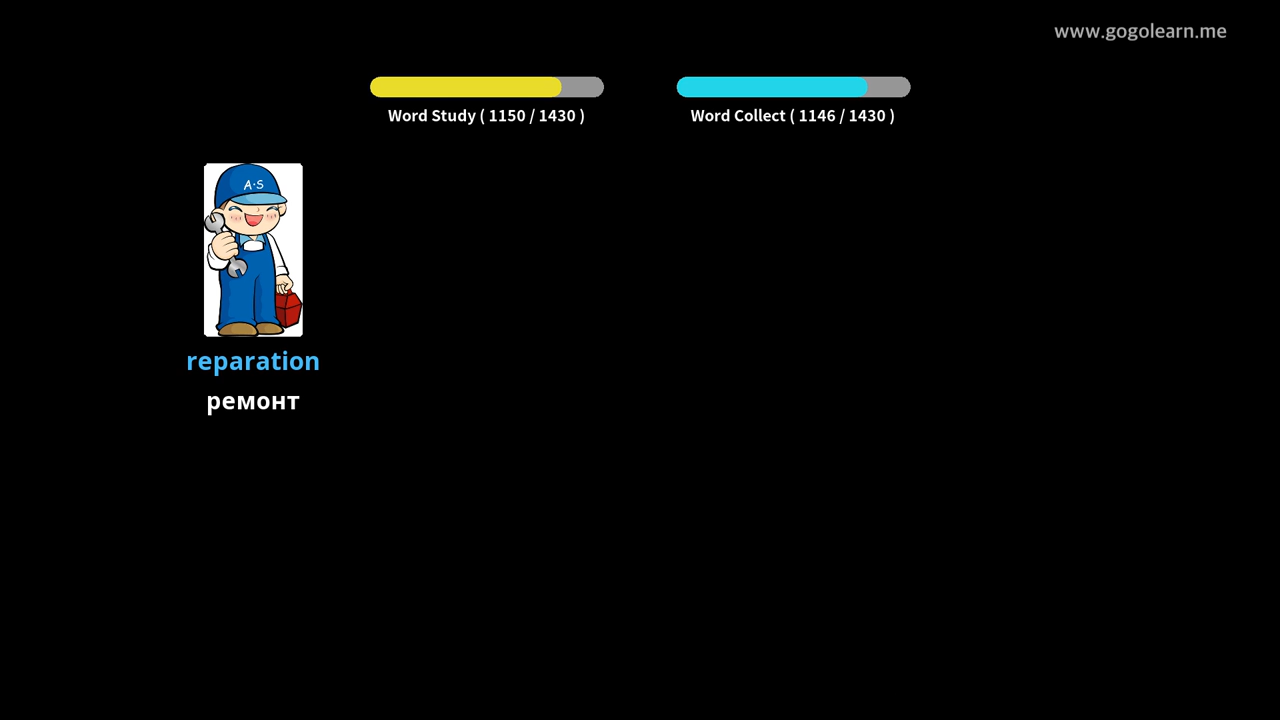 www.gogolearn.me
Word Study ( 1150 / 1430 )
Word Collect ( 1146 / 1430 )
A·S
reparation
ремонт